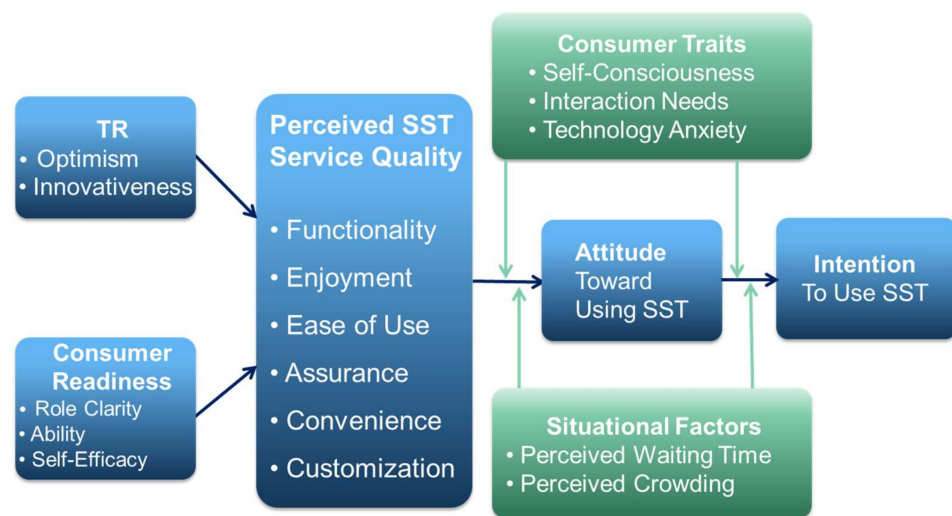 TR
• Optimism
• Innovativeness
Consumer
Readiness
• Role Clarity
• Ability
• Self-Efficacy
Perceived SST
Service Quality
• Functionality
• Enjoyment
• Ease of Use
• Assurance
• Convenience
• Customization
Consumer Traits
• Self-Consciousness
• Interaction Needs
• Technology Anxiety
Attitude
Toward
Using SST
Intention
To Use SST
Situational Factors
• Perceived Waiting Time
• Perceived Crowding